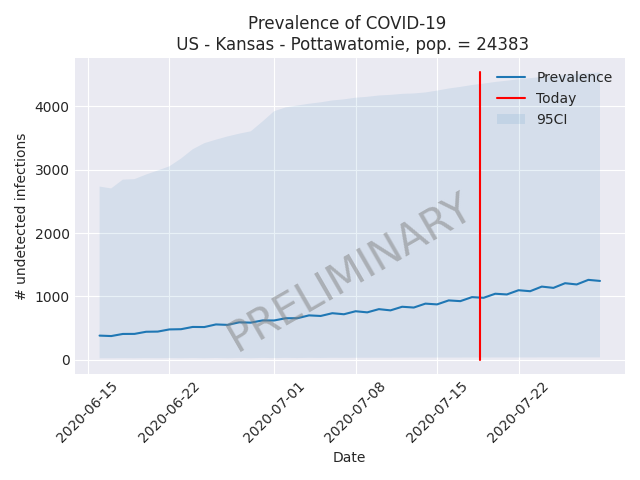 Prevalence of COVID-19
US - Kansas - Pottawatomie, pop. = 24383
Prevalence
Today
95CI
4000
3000
2000
1000
0
# undetected infections
PRELIMINARY
2020-06-15
2020-06-22
2020-07-01
2020-07-08
2020-07-15
2020-07-22
Date